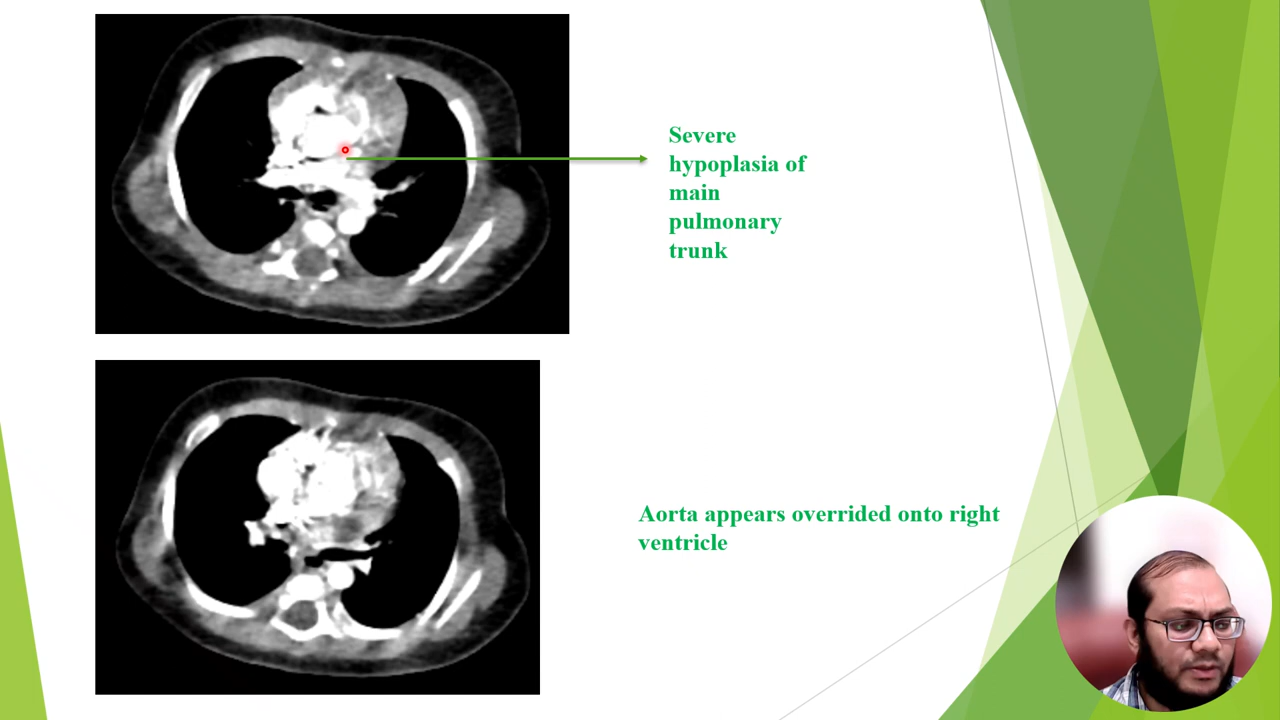 Severe
hypoplasia of
main
pulmonary
trunk
Aorta appears overrided onto right
ventricle